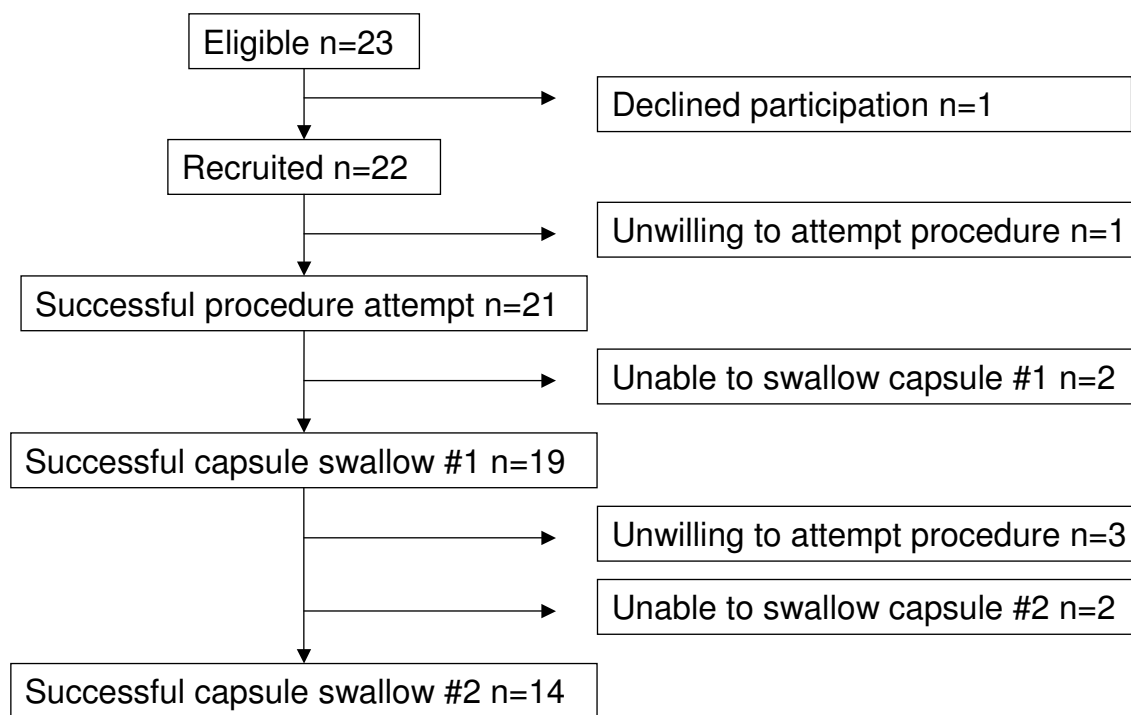 Eligible n=23
Declined participation n=1
Recruited n=22
Unwilling to attempt procedure n=1
Successful procedure attempt n=21
Unable to swallow capsule #1 n=2
Successful capsule swallow #1 n=19
Unwilling to attempt procedure n=3
Unable to swallow capsule #2 n=2
Successful capsule swallow #2 n=14